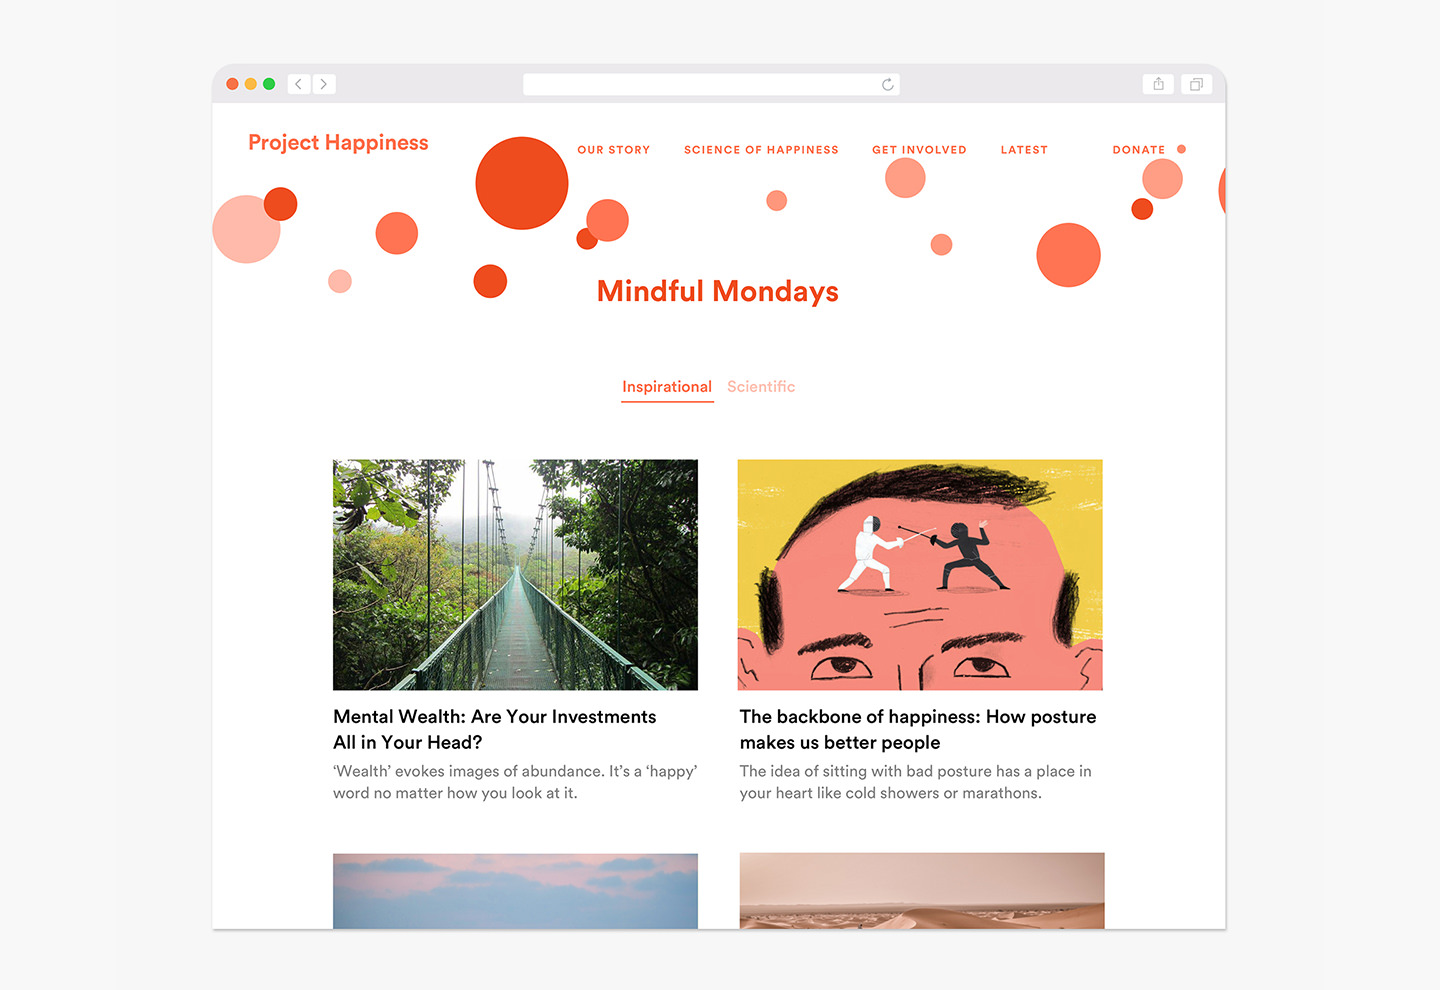 Project Happiness
OUR STORY
SCIENCE OF HAPPINESS
GET INVOLVED
LATEST
DONATE
Mindful Mondays
Inspirational
Scientific
Mental Wealth: Are Your Investments
All in Your Head?
‘Wealth’ evokes images of abundance. It’s a ‘happy’
word no matter how you look at it.
The backbone of happiness: How posture
makes us better people
The idea of sitting with bad posture has a place in
your heart like cold showers or marathons.